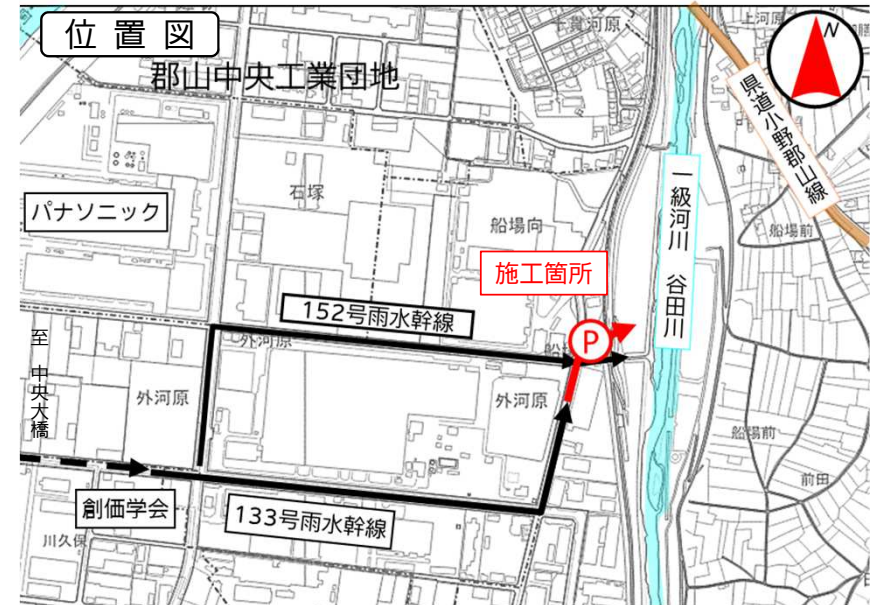 位置図
N
上貫河原
上河原
郡山中央工業団地
県道小野郡山線
石塚
パナソニック
一級河川 谷田川
船場向
船場前
施工箇所
152号雨水幹線
外河原
P
至 中央大橋
外河原
外河原
船場前
前田
創価学会
133号雨水幹線
川久保